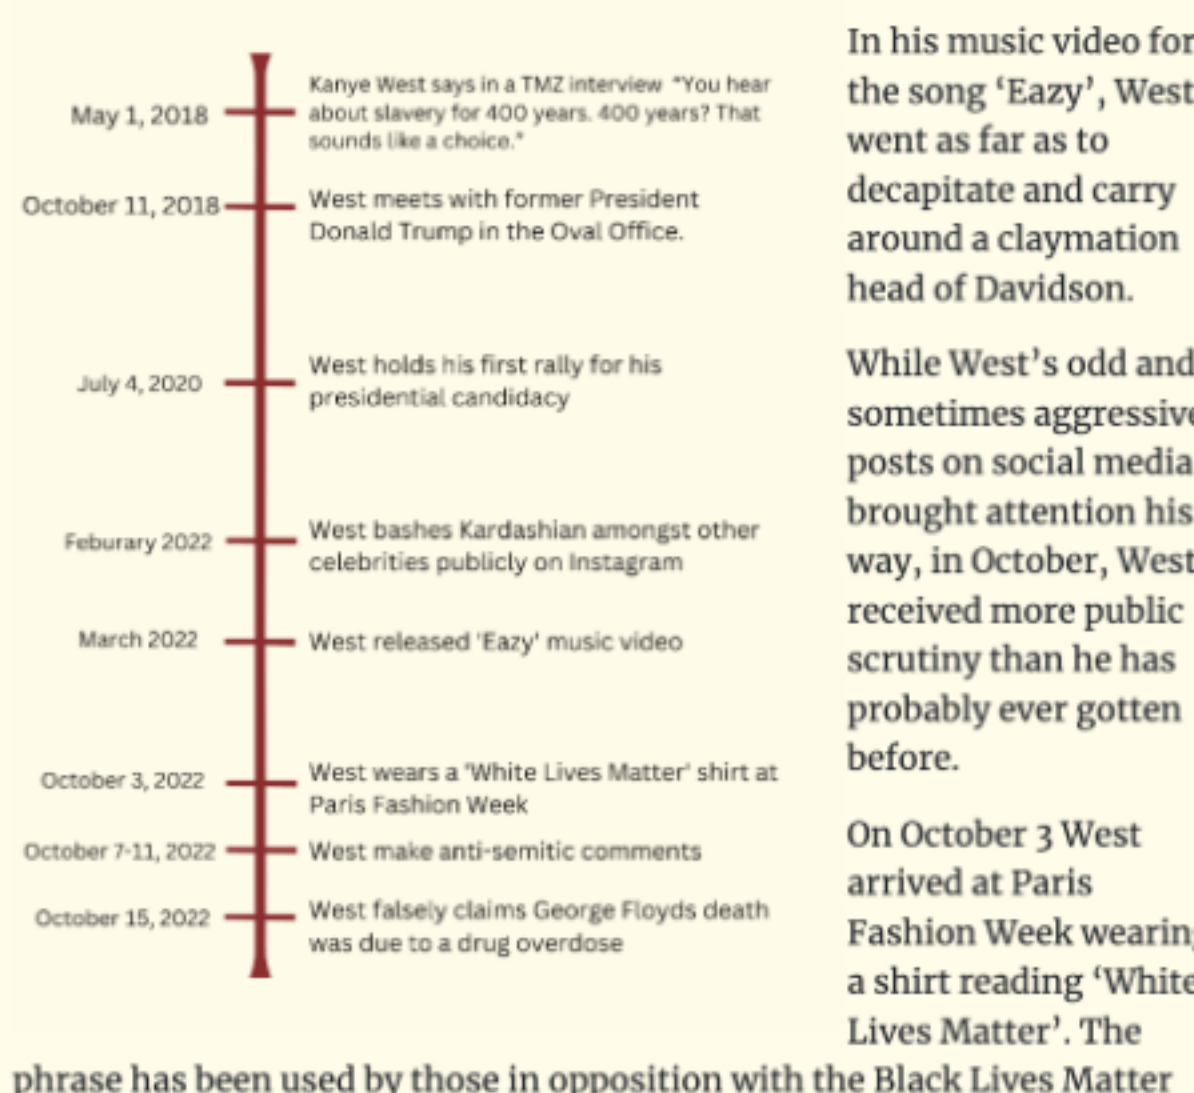 May 1, 2018
Kanye West says in a TMZ interview "You hear
about slavery for 400 years. 400 years? That
sounds like a choice."
October 11, 2018
West meets with former President
Donald Trump in the Oval Office.
July 4, 2020
West holds his first rally for his
presidential candidacy
Feburary 2022
West bashes Kardashian amongst other
celebrities publicly on Instagram
March 2022
West released 'Eazy' music video
October 3, 2022
West wears a 'White Lives Matter' shirt at
Paris Fashion Week
October 7-11, 2022
West make anti-semitic comments
October 15, 2022
West falsely claims George Floyds death
was due to a drug overdose
In his music video for
the song ‘Eazy’, West
went as far as to
decapitate and carry
around a claymation
head of Davidson.
While West’s odd and
sometimes aggressive
posts on social media
brought attention his
way, in October, West
received more public
scrutiny than he has
probably ever gotten
before.
On October 3 West
arrived at Paris
Fashion Week wearing
a shirt reading ‘White
Lives Matter’. The
phrase has been used by those in opposition with the Black Lives Matter